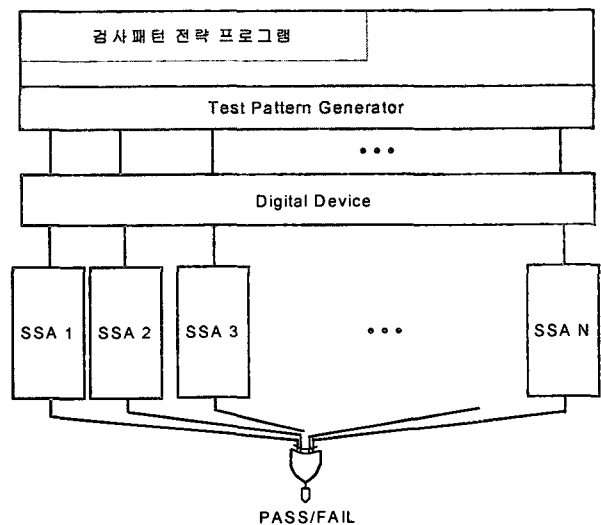 검사패턴 전략 프로그램
Test Pattern Generator
•••
Digital Device
SSA 1 SSA 2 SSA 3 ••• SSA N
PASS/FAIL